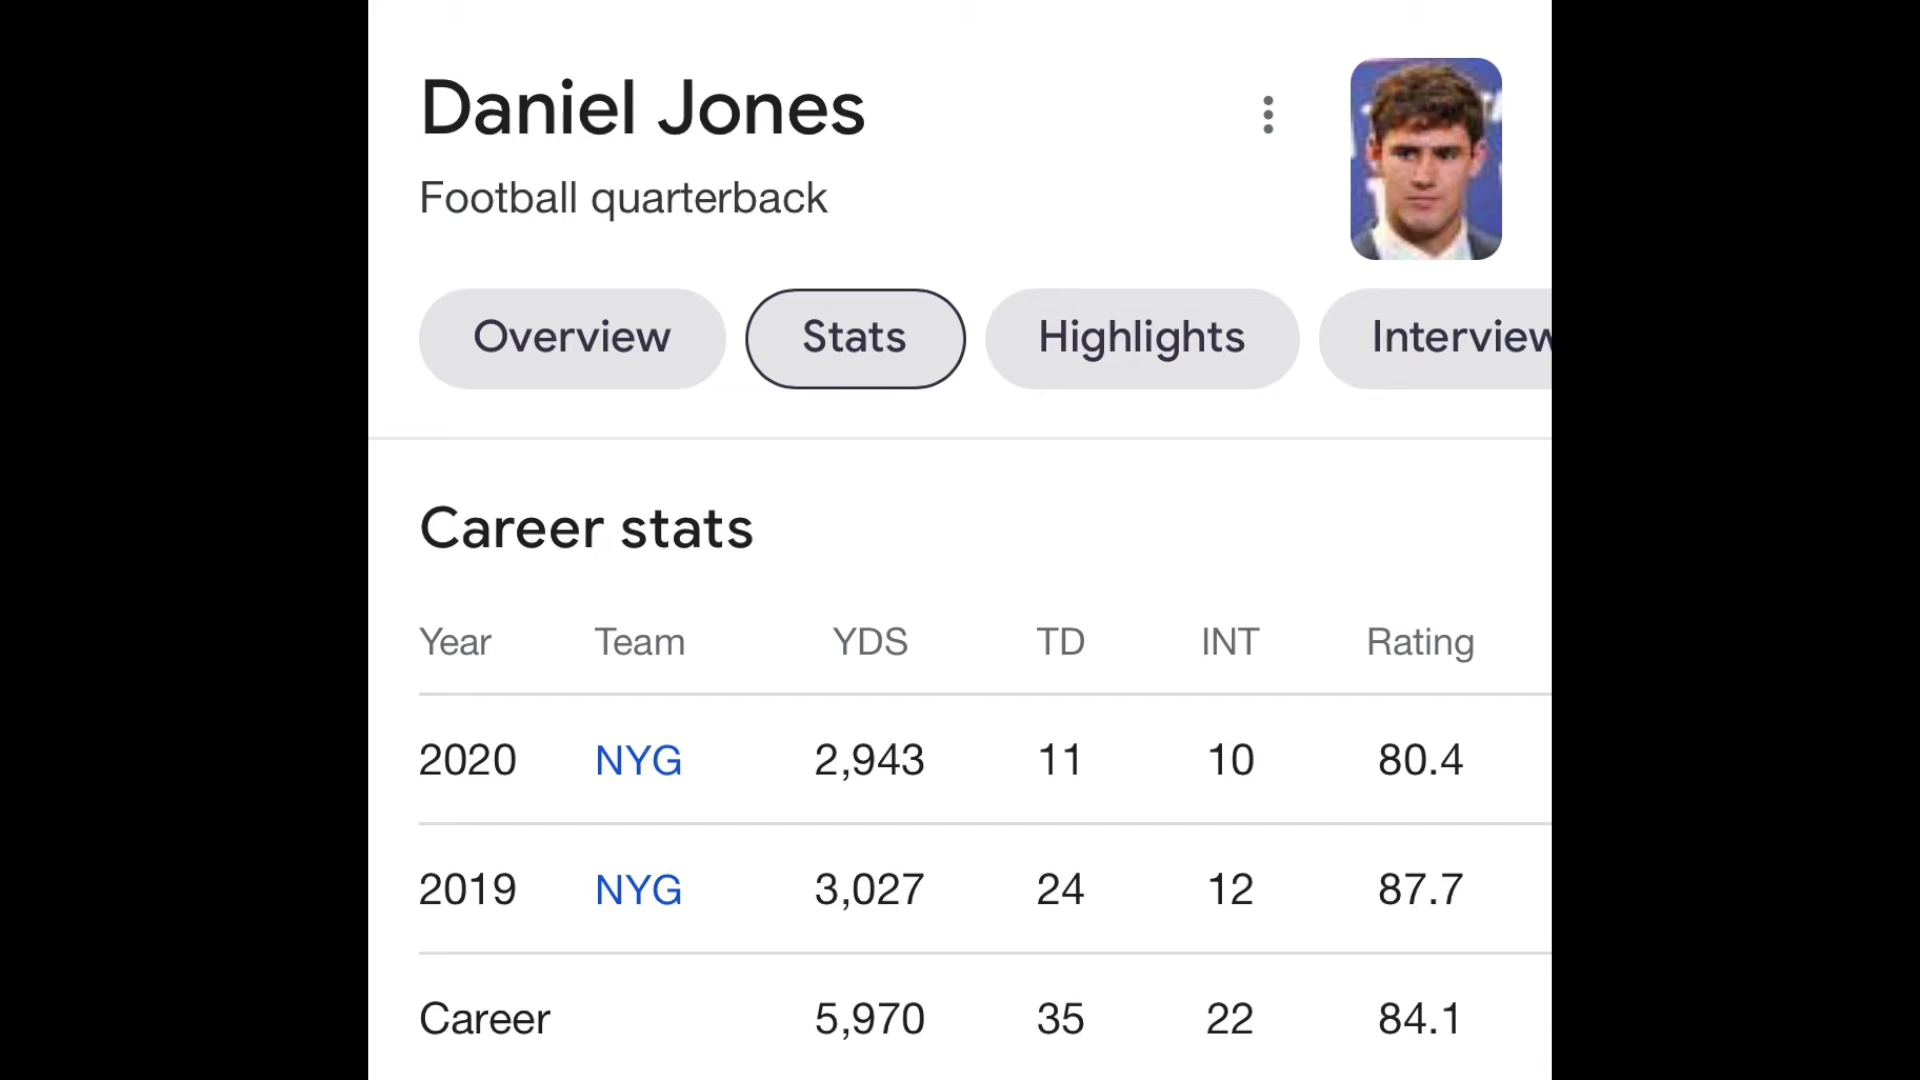 Daniel Jones
Football quarterback
Overview Stats Highlights Interview
Career stats
Year Team YDS TD INT Rating
2020 NYG 2,943 11 10 80.4
2019 NYG 3,027 24 12 87.7
Career 5,970 35 22 84.1